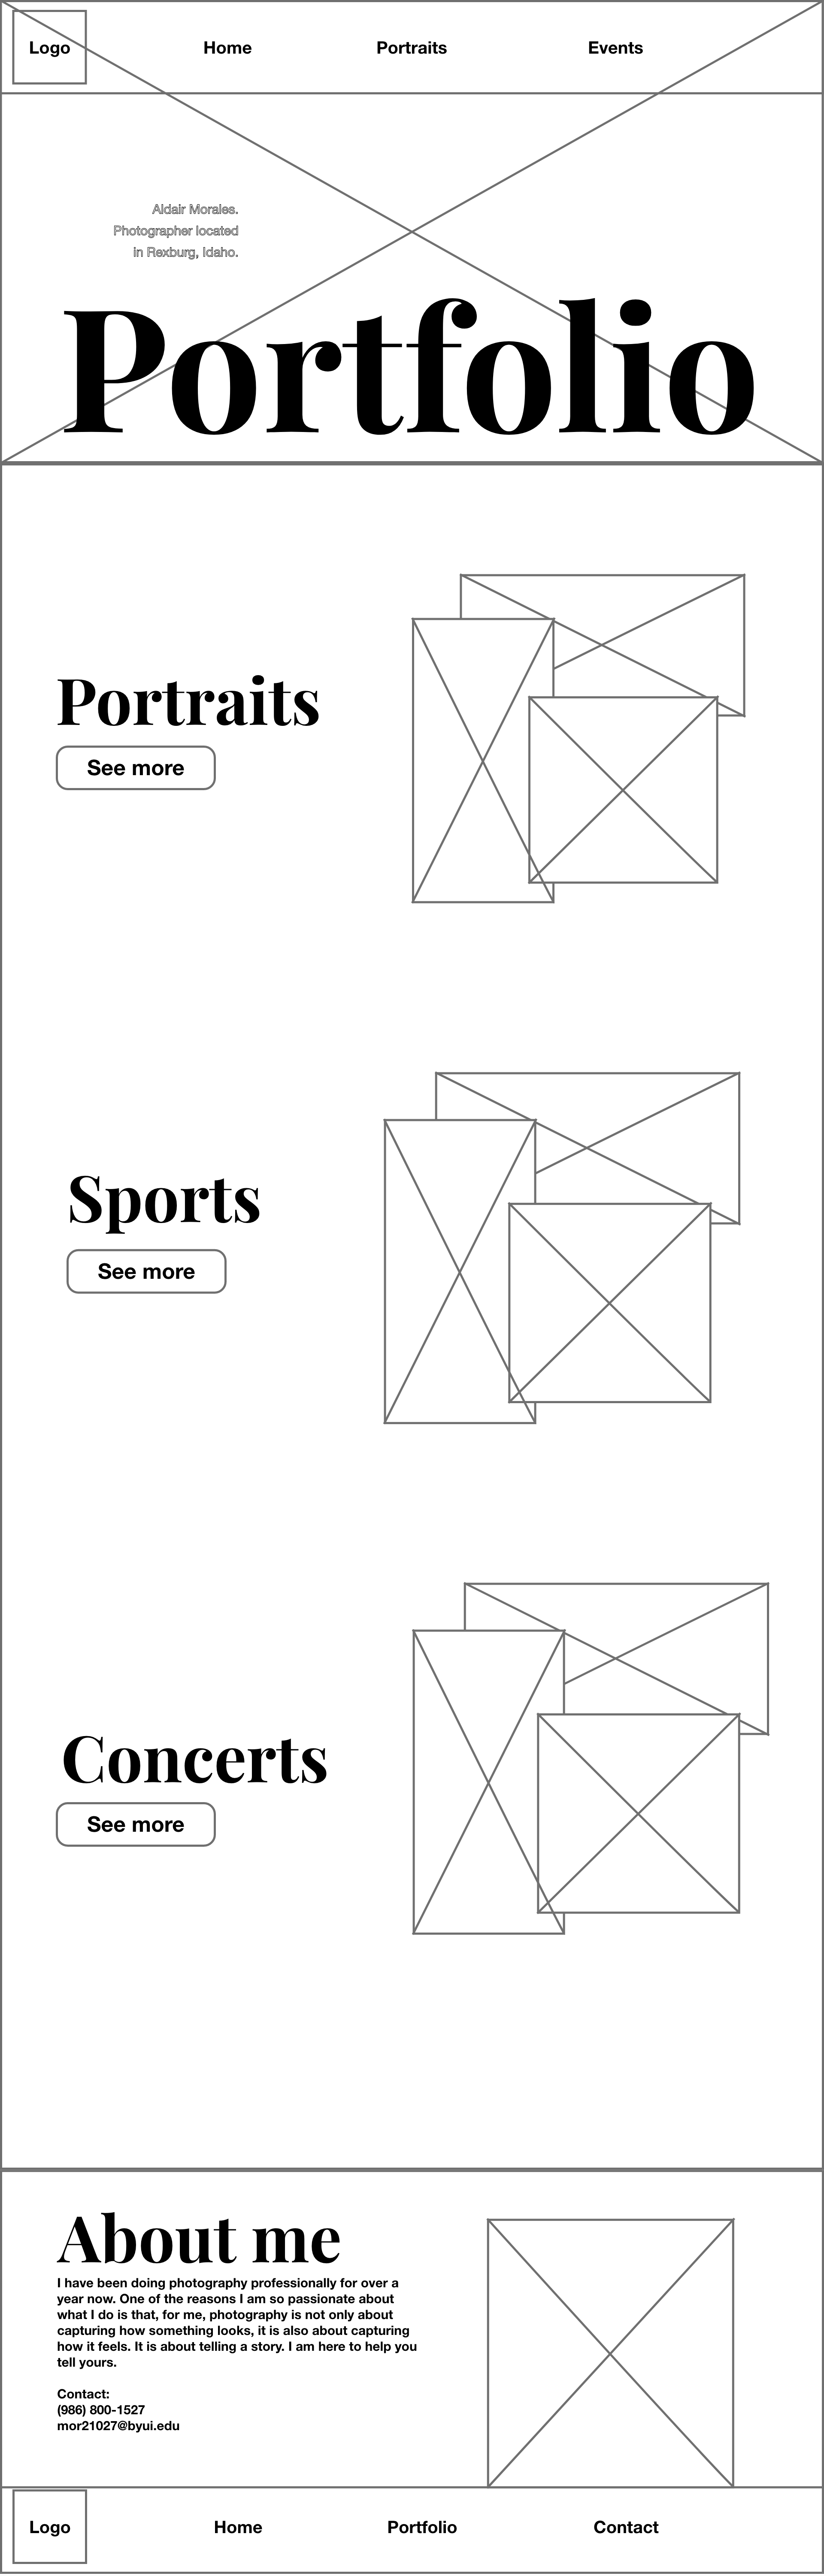 Logo
Home
Portraits
Events
Aldair Morales.
Photographer located
in Rexburg, Idaho.
Portfolio
Portraits
See more
Sports
See more
Concerts
See more
About me
I have been doing photography professionally for over a
year now. One of the reasons I am so passionate about
what I do is that, for me, photography is not only about
capturing how something looks, it is also about capturing
how it feels. It is about telling a story. I am here to help you
tell yours.
Contact:
(986) 800-1527
mor21027@byui.edu
Logo
Home
Portfolio
Contact